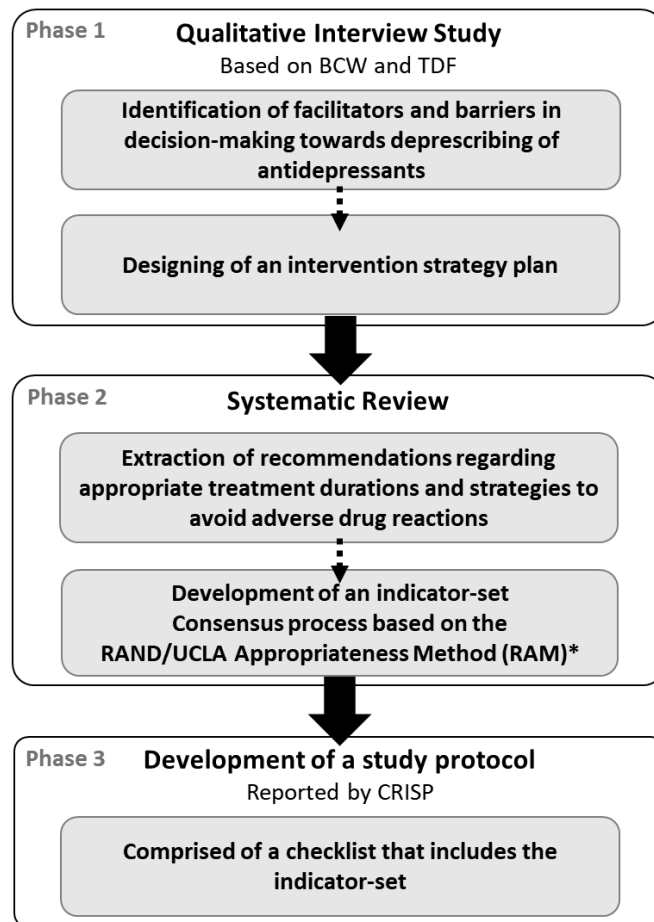 Phase 1
Qualitative Interview Study
Based on BCW and TDF
Identification of facilitators and barriers in
decision-making towards deprescribing of
antidepressants
Designing of an intervention strategy plan
Phase 2
Systematic Review
Extraction of recommendations regarding
appropriate treatment durations and strategies to
avoid adverse drug reactions
Development of an indicator-set
Consensus process based on the
RAND/UCLA Appropriateness Method (RAM)*
Phase 3
Development of a study protocol
Reported by CRISP
Comprised of a checklist that includes the
indicator-set